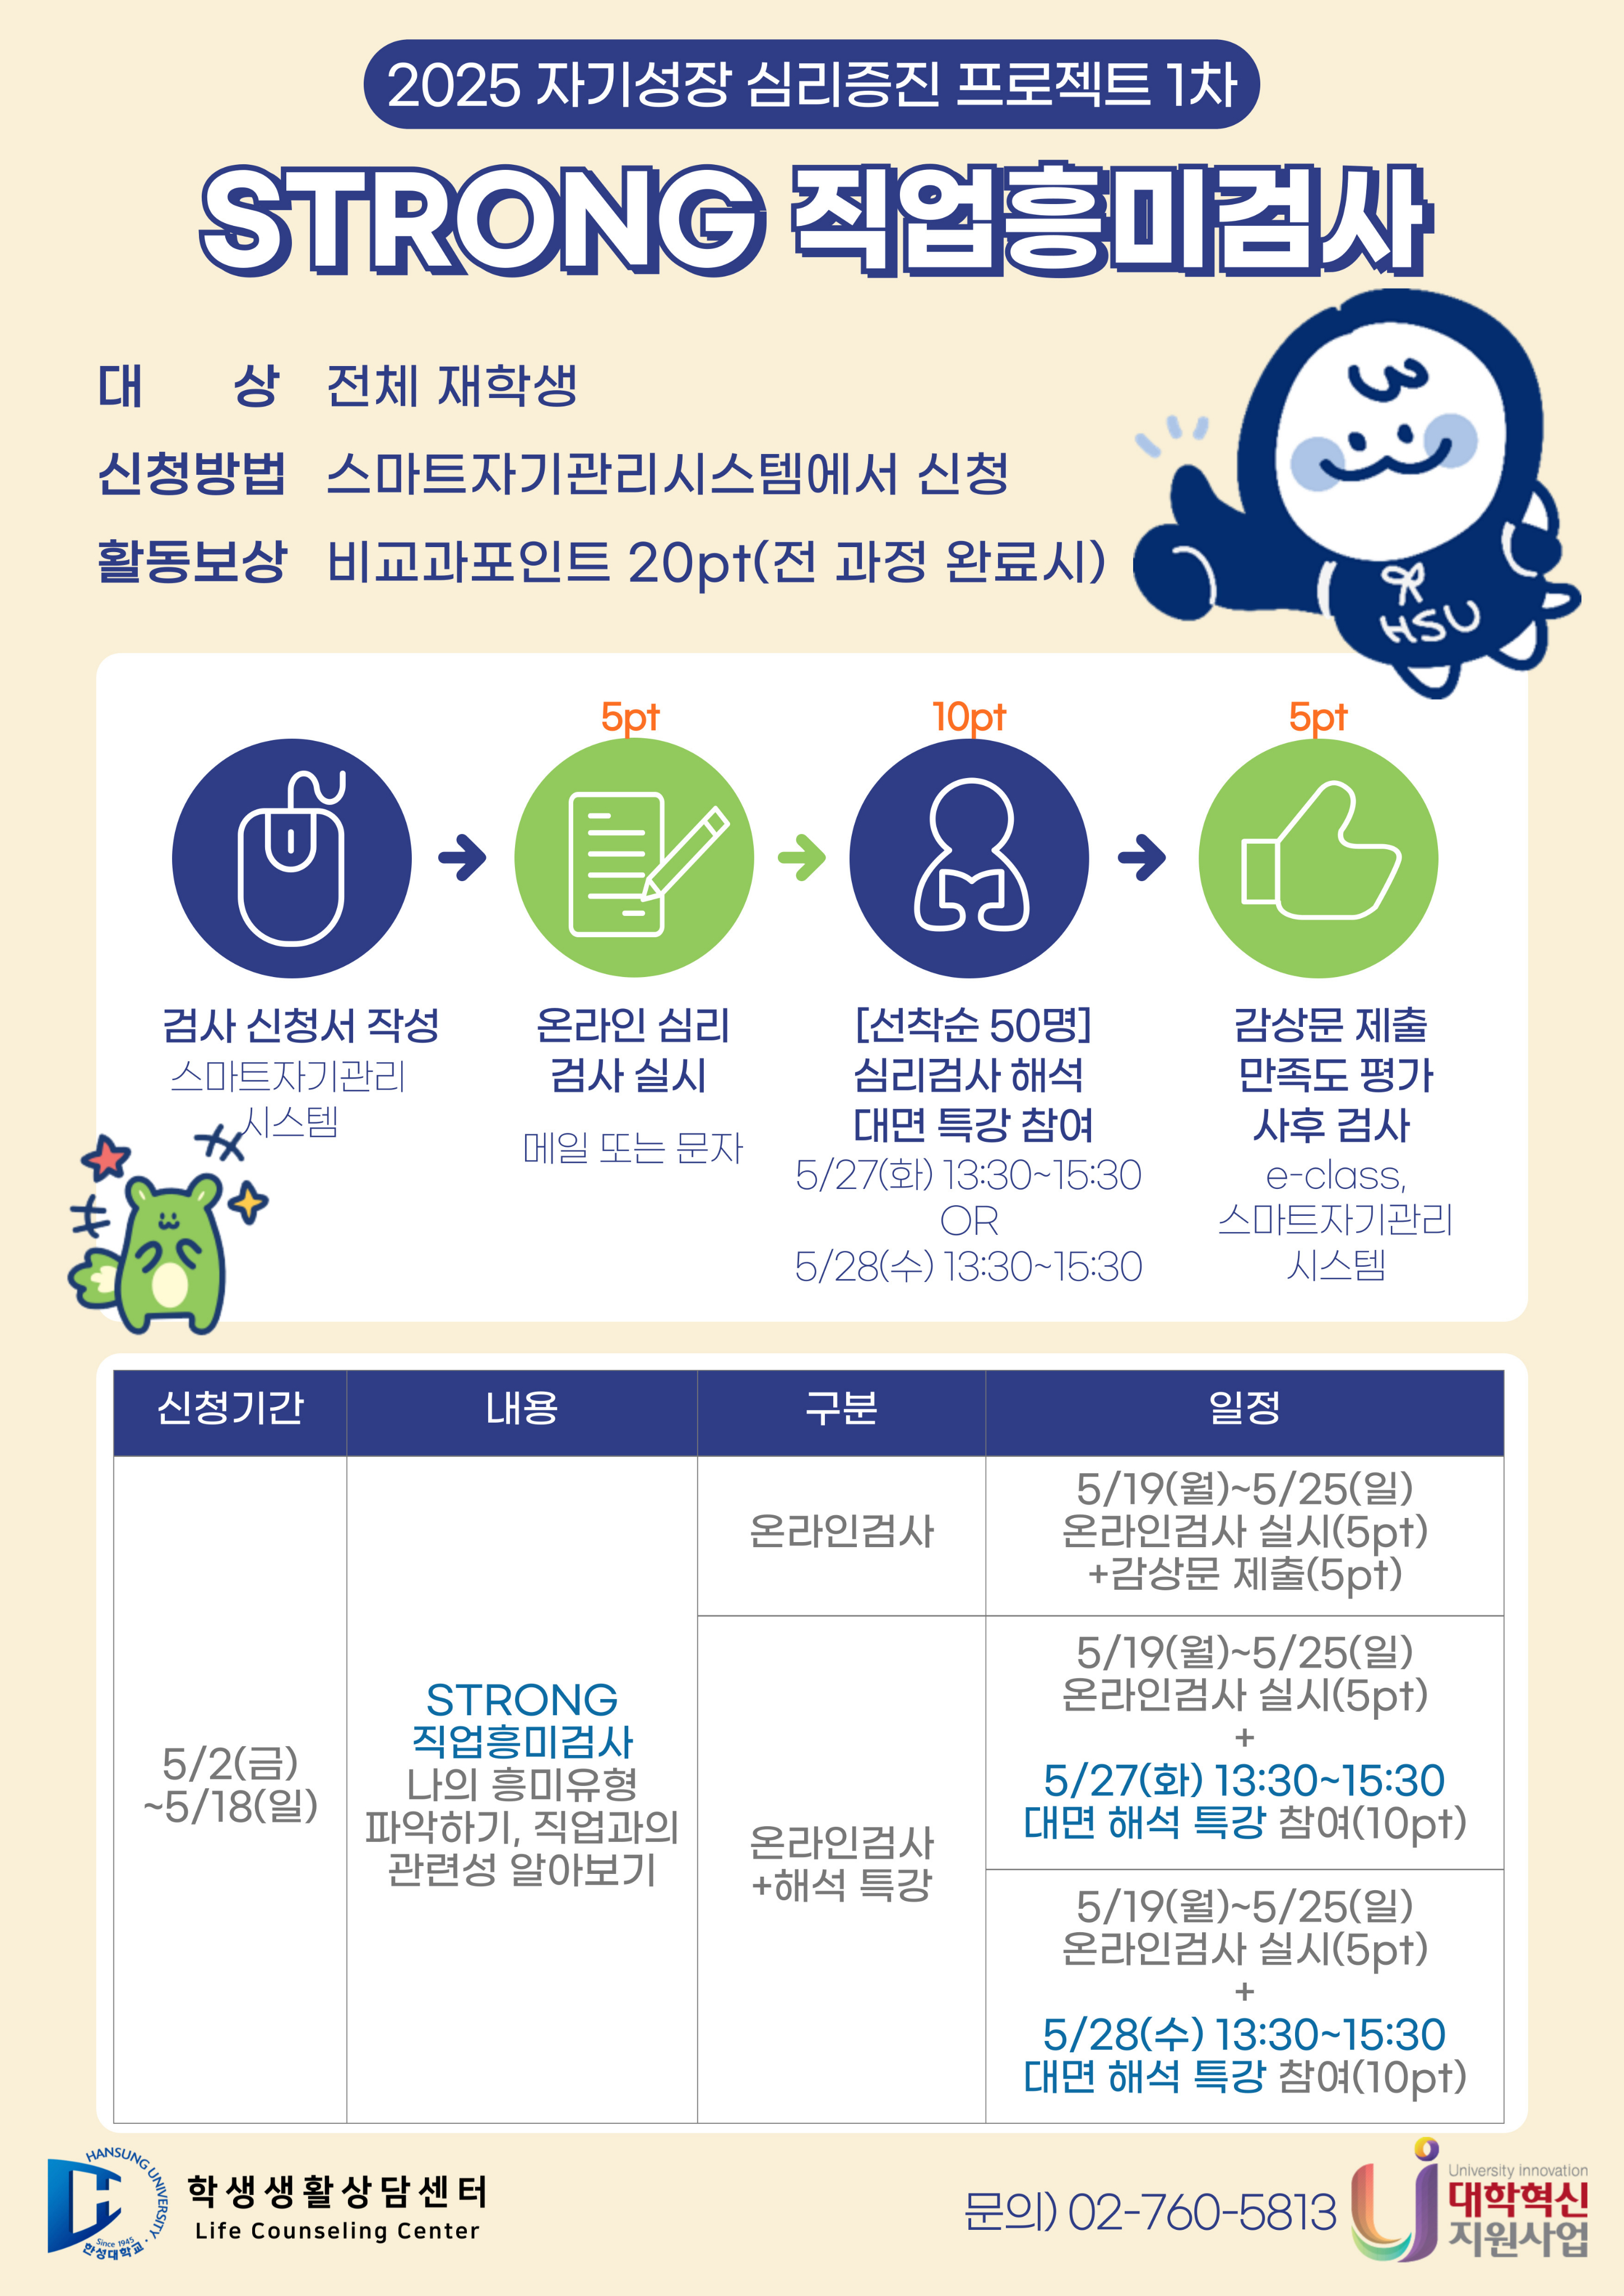 2025 자기성장 심리증진 프로젝트 1차
STRONG 직업흥미검사
대 상 전체 재학생
신청방법 스마트자기관리시스템에서 신청
활동보상 비교과포인트 20pt(전 과정 완료시)
HSU
5pt
10pt
5pt
검사 신청서 작성
스마트자기관리
시스템
온라인 심리
검사 실시
메일 또는 문자
[선착순 50명]
심리검사 해석
대면 특강 참여
5/27(화) 13:30~15:30
OR
5/28(수) 13:30~15:30
감상문 제출
만족도 평가
사후 검사
e-class,
스마트자기관리
시스템
신청기간 내용 구분 일정
5/2(금)
~5/18(일)
STRONG
직업흥미검사
나의 흥미유형
파악하기, 직업과의
관련성 알아보기
온라인검사
5/19(월)~5/25(일)
온라인검사 실시(5pt)
+감상문 제출(5pt)
온라인검사
+해석 특강
5/19(월)~5/25(일)
온라인검사 실시(5pt)
+
5/27(화) 13:30~15:30
대면 해석 특강 참여(10pt)
5/19(월)~5/25(일)
온라인검사 실시(5pt)
+
5/28(수) 13:30~15:30
대면 해석 특강 참여(10pt)
HANSUNG UNIVERSITY
Since 1945
한성대학교
학생생활상담센터
Life Counseling Center
문의) 02-760-5813
University innovation
대학혁신
지원사업